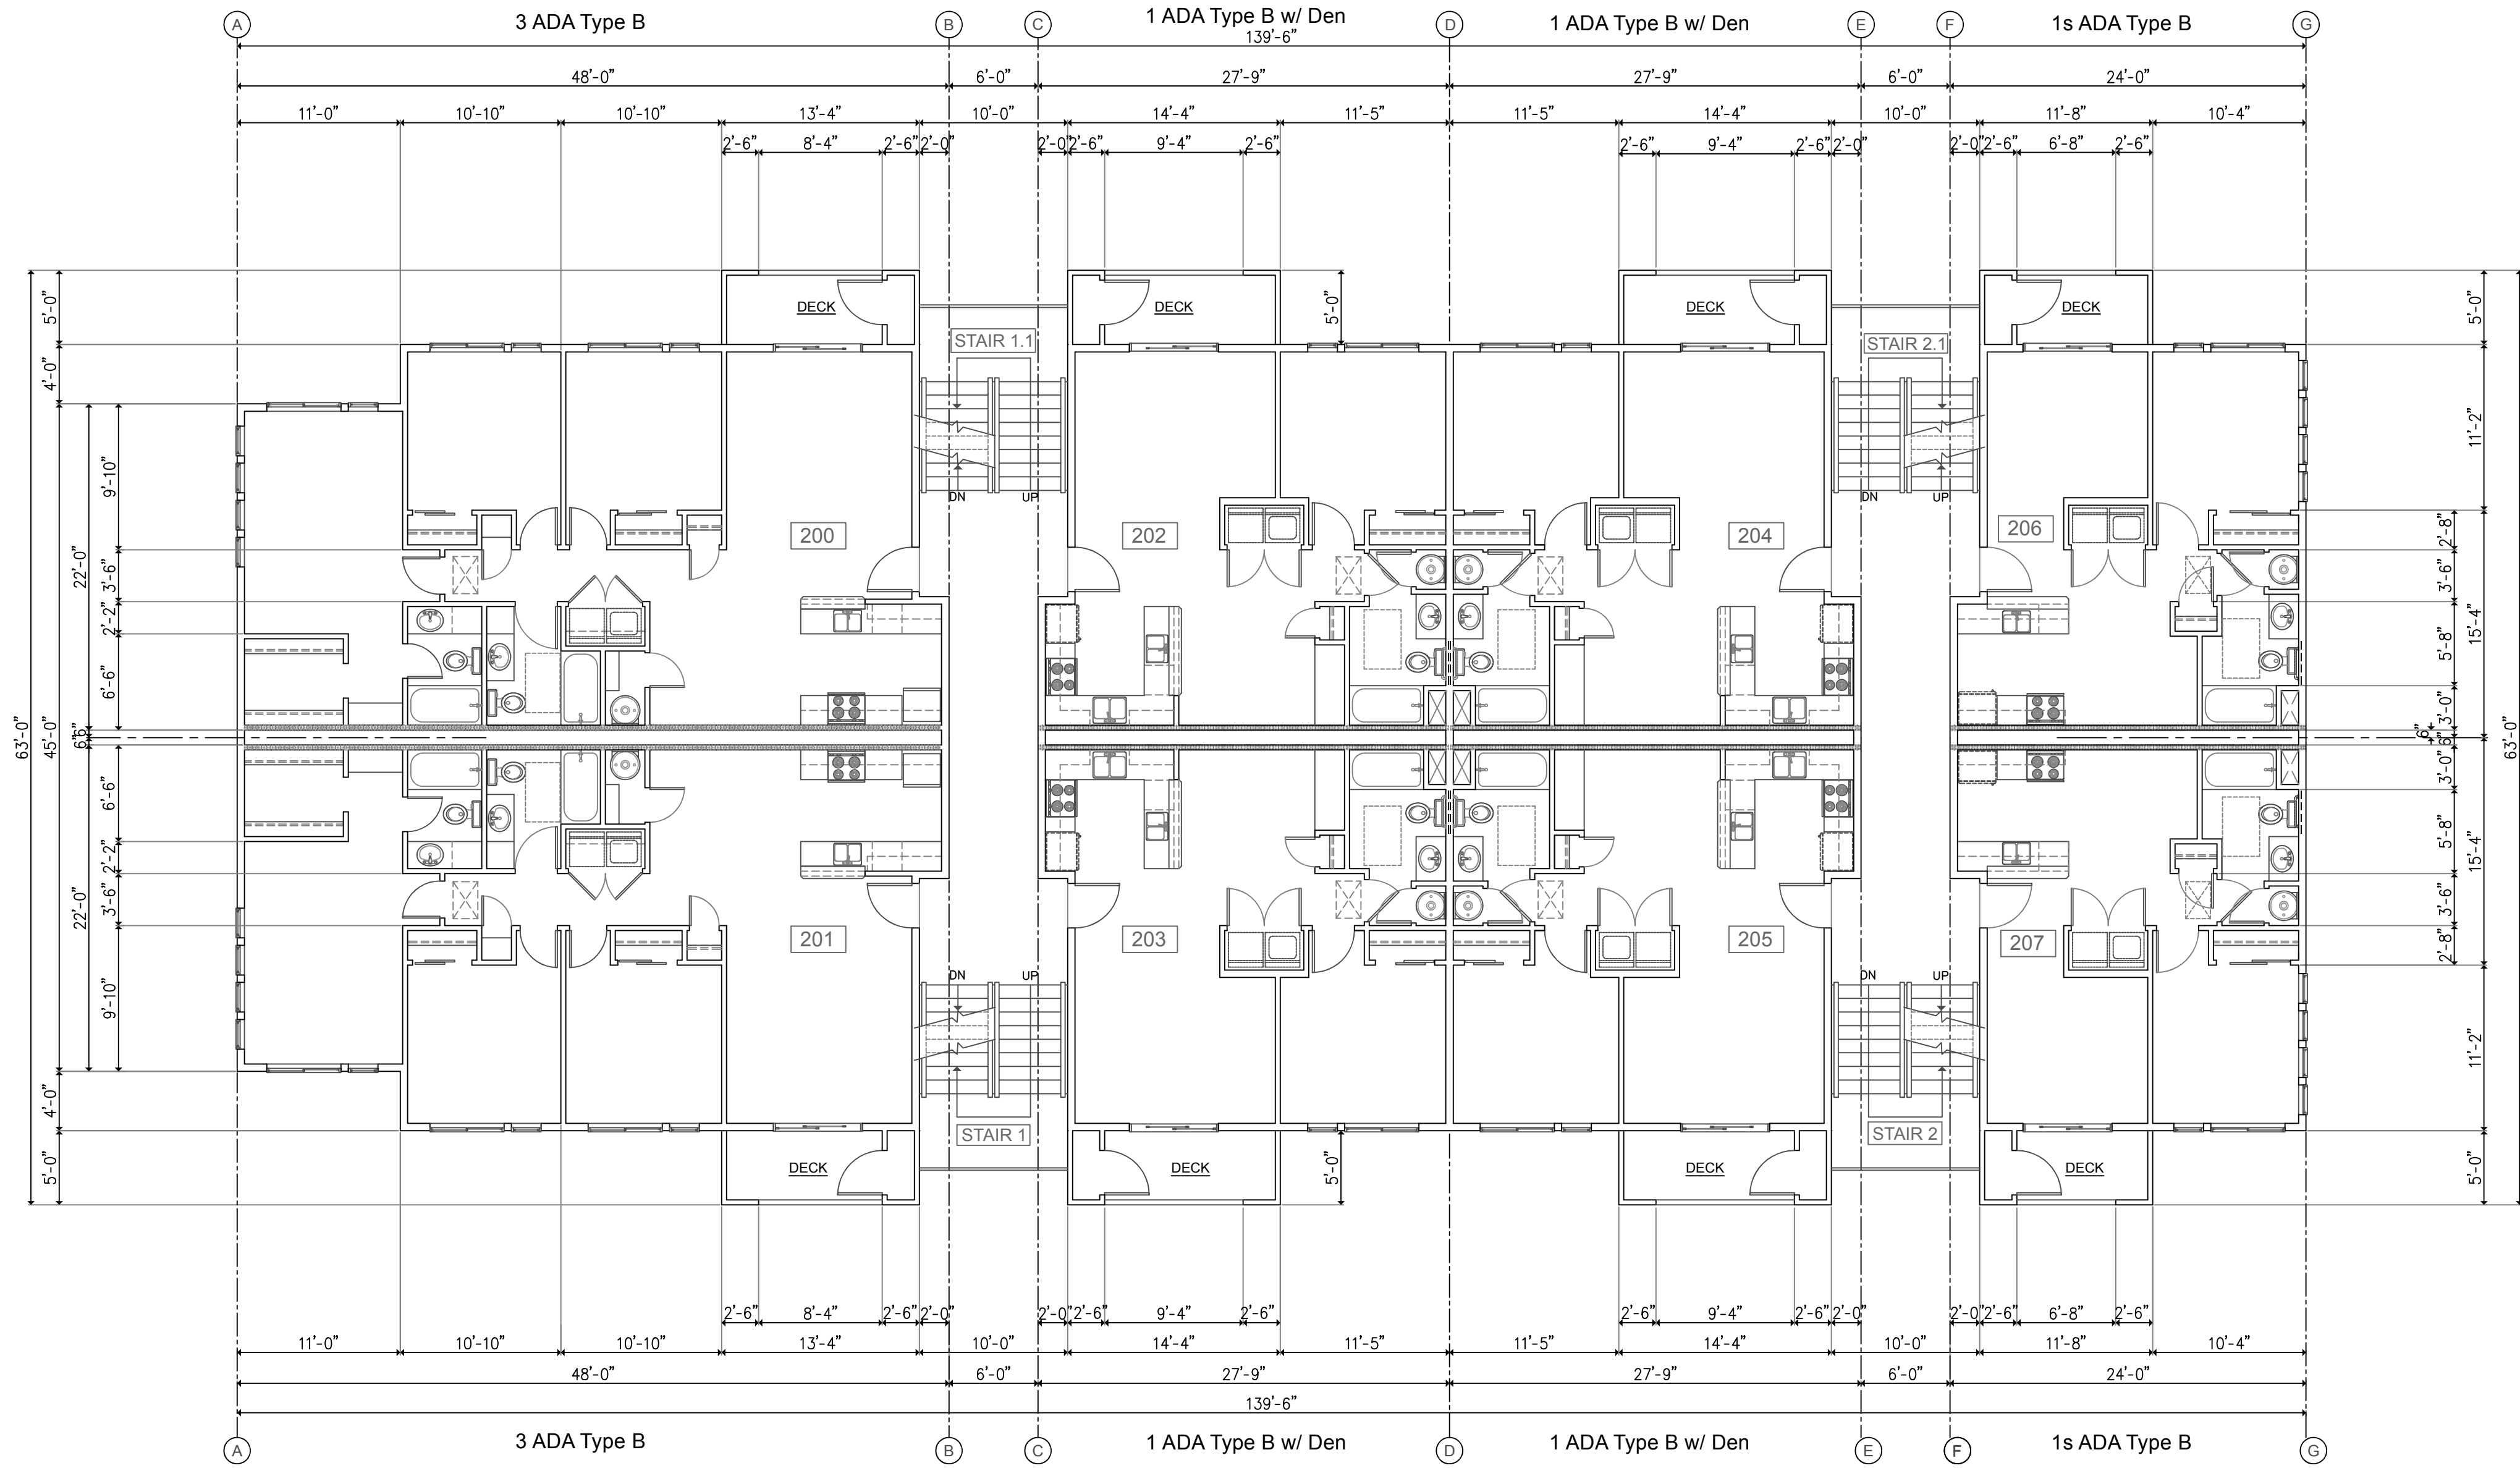 A 3 ADA Type B B C 1 ADA Type B w/ Den D 1 ADA Type B w/ Den E F 1s ADA Type B G
139'-6"
48'-0" 6'-0" 27'-9" 27'-9" 6'-0" 24'-0"
11'-0" 10'-10" 10'-10" 13'-4" 10'-0" 14'-4" 11'-5" 11'-5" 14'-4" 10'-0" 11'-8" 10'-4"
2'-6" 8'-4" 2'-6" 2'-0" 2'-0" 2'-6" 9'-4" 2'-6" 2'-6" 9'-4" 2'-6" 2'-0" 2'-0" 2'-6" 6'-8" 2'-6"
5'-0" DECK DECK 5'-0" DECK DECK 5'-0"
STAIR 1.1 STAIR 2.1
4'-0"
11'-2"
9'-10"
DN UP DN UP
200 202 204 206
2'-8"
22'-0" 3'-6" 3'-6"
2'-2" 15'-4"
5'-8"
6'-6"
3'-0"
63'-0" 45'-0" 6" 6" 6" 6" 63'-0"
3'-0"
6'-6"
5'-8"
2'-2" 15'-4"
22'-0" 3'-6" 3'-6"
201 203 205 207
2'-8"
DN UP DN UP
9'-10"
11'-2"
4'-0"
STAIR 1 STAIR 2
5'-0" DECK DECK 5'-0" DECK DECK 5'-0"
2'-6" 8'-4" 2'-6" 2'-0" 2'-0" 2'-6" 9'-4" 2'-6" 2'-6" 9'-4" 2'-6" 2'-0" 2'-0" 2'-6" 6'-8" 2'-6"
11'-0" 10'-10" 10'-10" 13'-4" 10'-0" 14'-4" 11'-5" 11'-5" 14'-4" 10'-0" 11'-8" 10'-4"
48'-0" 6'-0" 27'-9" 27'-9" 6'-0" 24'-0"
139'-6"
A 3 ADA Type B B C 1 ADA Type B w/ Den D 1 ADA Type B w/ Den E F 1s ADA Type B G